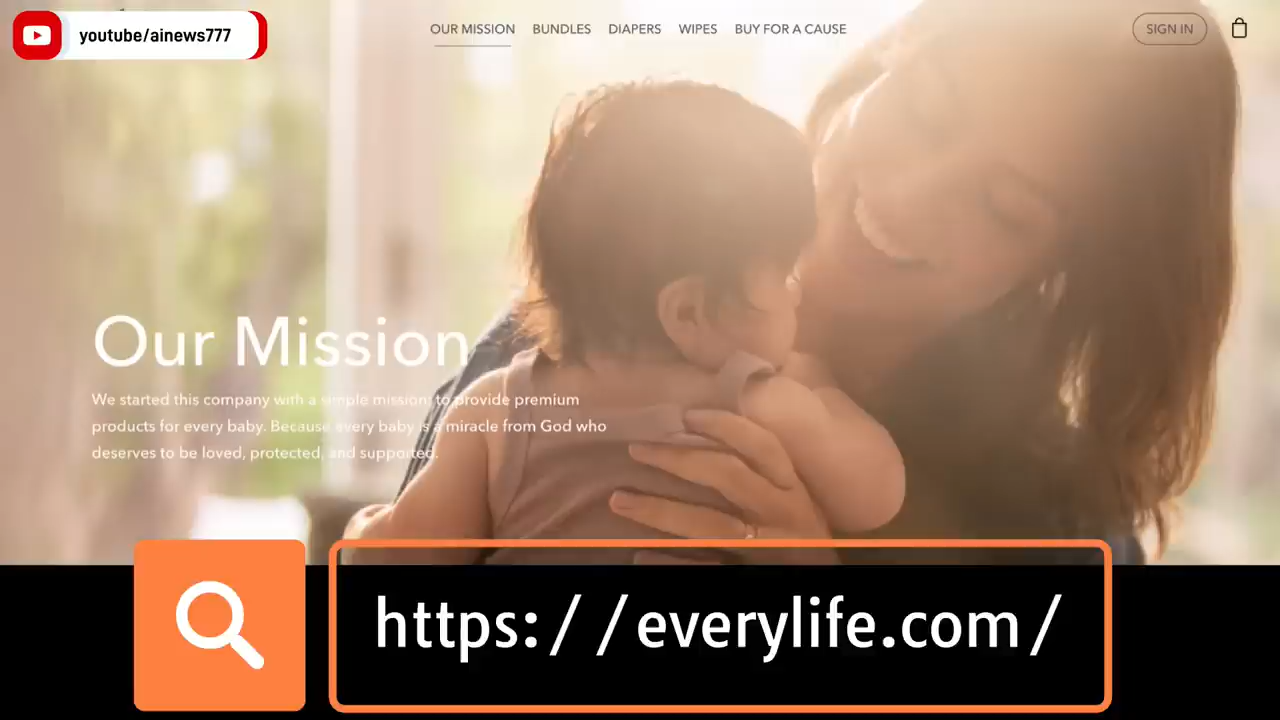 youtube/ainews777
OUR MISSION BUNDLES DIAPERS WIPES BUY FOR A CAUSE SIGN IN
Our Mission
We started this company with a simple mission: to provide premium
products for every baby. Because every baby is a miracle from God who
deserves to be loved, protected, and supported.
https://everylife.com/